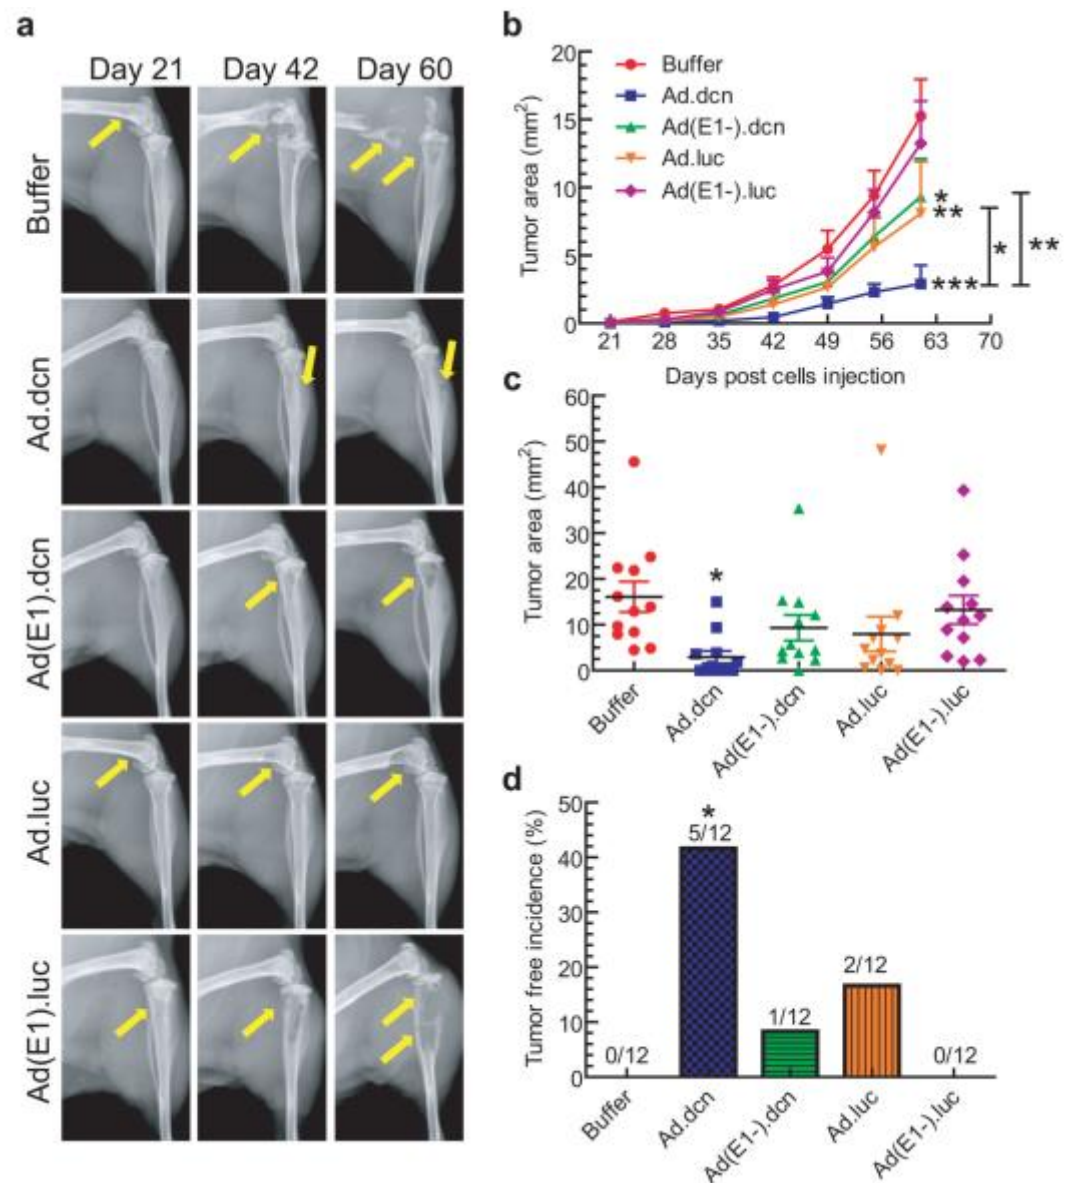 a
Day 21 Day 42 Day 60
Buffer
Ad.dcn
Ad(E1).dcn
Ad.luc
Ad(E1).luc
b
Tumor area (mm2)
20
15
10
5
0
Buffer
Ad.dcn
Ad(E1-).dcn
Ad.luc
Ad(E1-).luc
*
**
***
*
**
21 28 35 42 49 56 63 70
Days post cells injection
c
Tumor area (mm2)
60
50
40
30
20
10
0
*
Buffer
Ad.dcn
Ad(E1-).dcn
Ad.luc
Ad(E1-).luc
d
Tumor free incidence (%)
50
40
30
20
10
0
*
0/12
5/12
1/12
2/12
0/12
Buffer
Ad.dcn
Ad(E1-).dcn
Ad.luc
Ad(E1-).luc